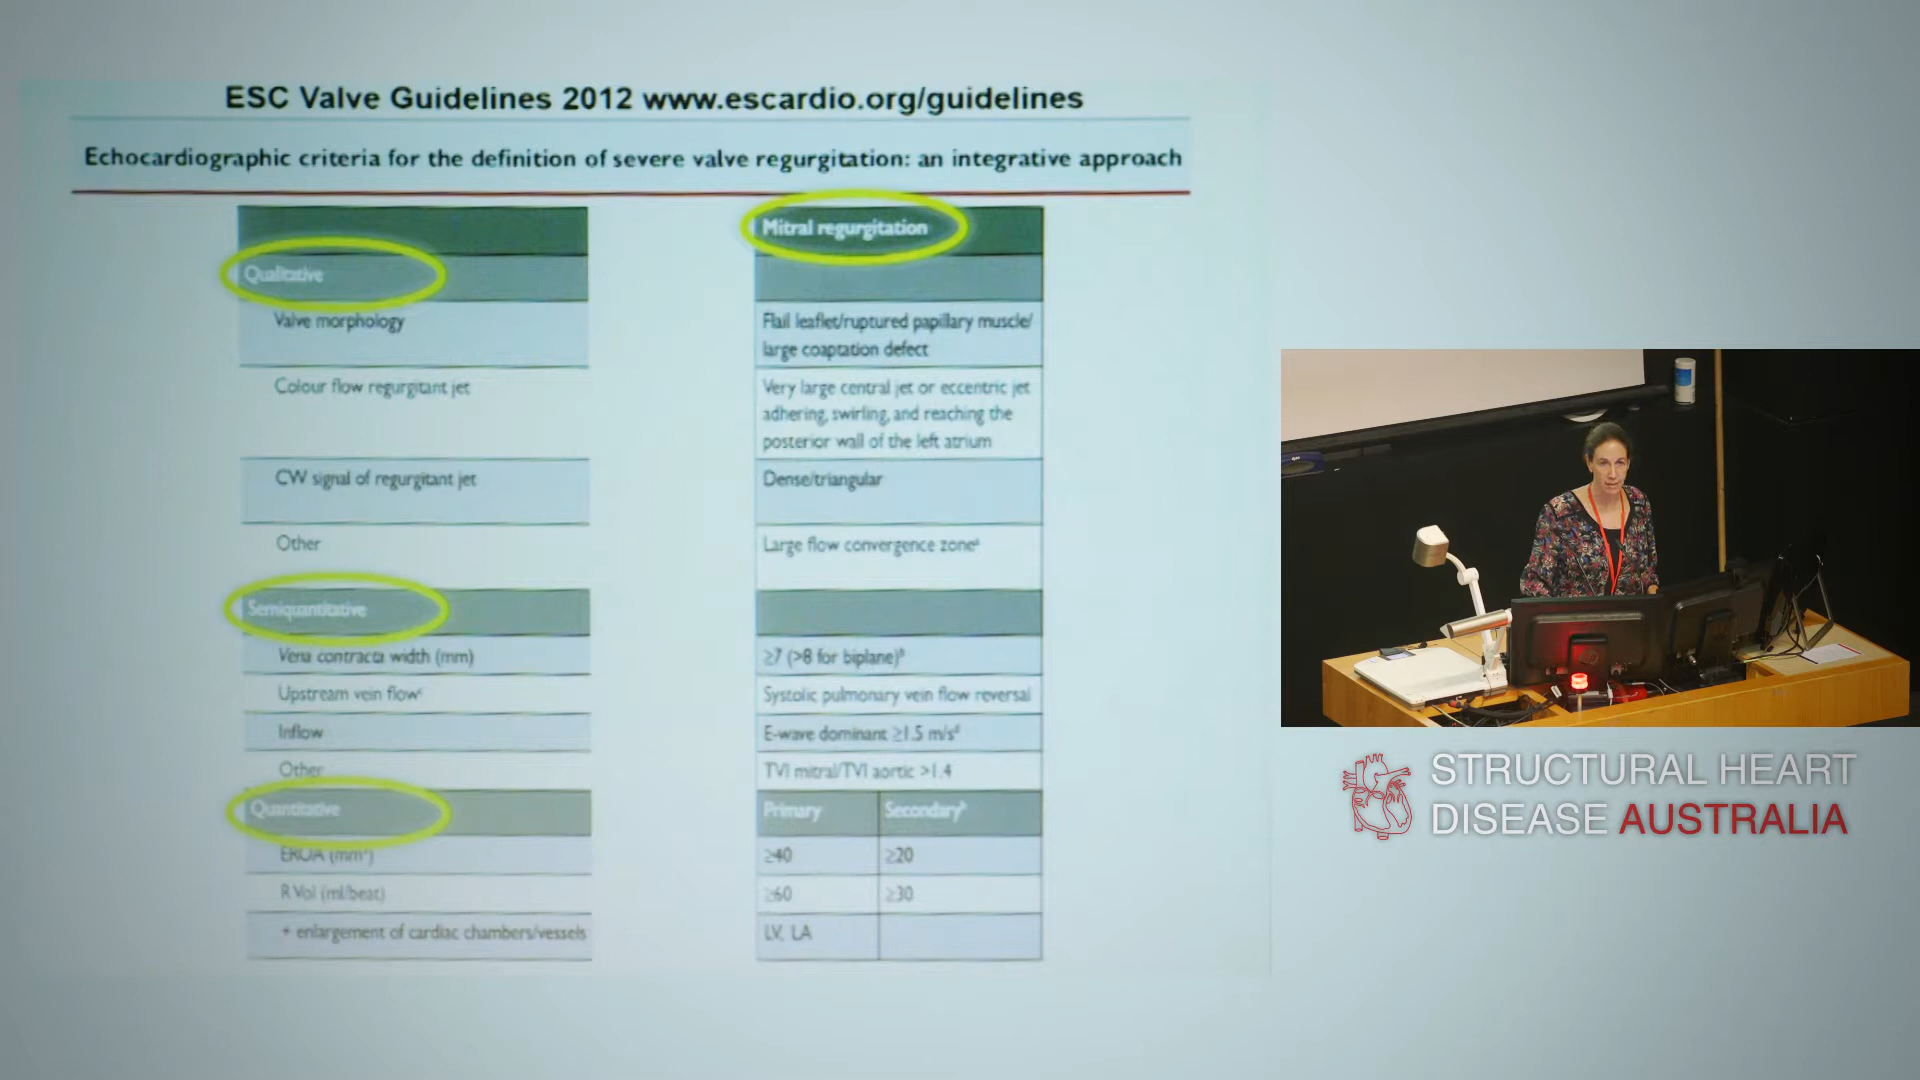 ESC Valve Guidelines 2012 www.escardio.org/guidelines
Echocardiographic criteria for the definition of severe valve regurgitation: an integrative approach
Mitral regurgitation
Qualitative
Valve morphology
Flail leaflet/ruptured papillary muscle/
large coaptation defect
Colour flow regurgitant jet
Very large central jet or eccentric jet
adhering, swirling, and reaching the
posterior wall of the left atrium
CW signal of regurgitant jet
Dense/triangular
Other
Large flow convergence zoneª
Semiquantitative
Vena contracta width (mm)
≥7 (>8 for biplane)ᵇ
Upstream vein flowᶜ
Systolic pulmonary vein flow reversal
Inflow
E-wave dominant ≥1.5 m/sᵈ
Other
TVI mitral/TVI aortic >1.4
Quantitative
Primary
Secondaryʰ
EROA (mm²)
≥40
≥20
R Vol (ml/beat)
≥60
≥30
+ enlargement of cardiac chambers/vessels
LV, LA
STRUCTURAL HEART
DISEASE AUSTRALIA